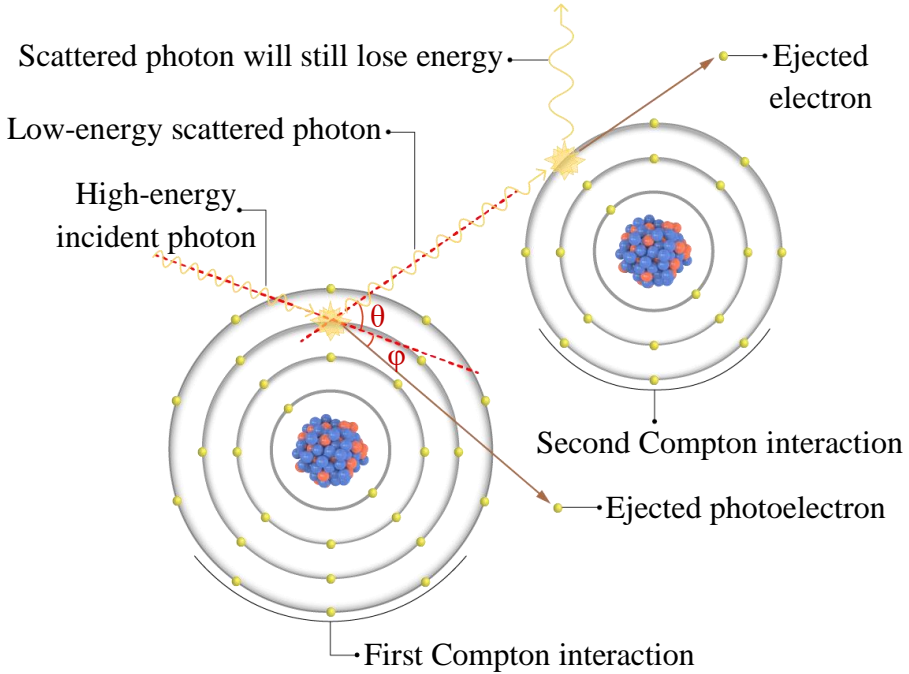 Scattered photon will still lose energy
Ejected
electron
Low-energy scattered photon
High-energy
incident photon
θ
φ
Second Compton interaction
Ejected photoelectron
First Compton interaction